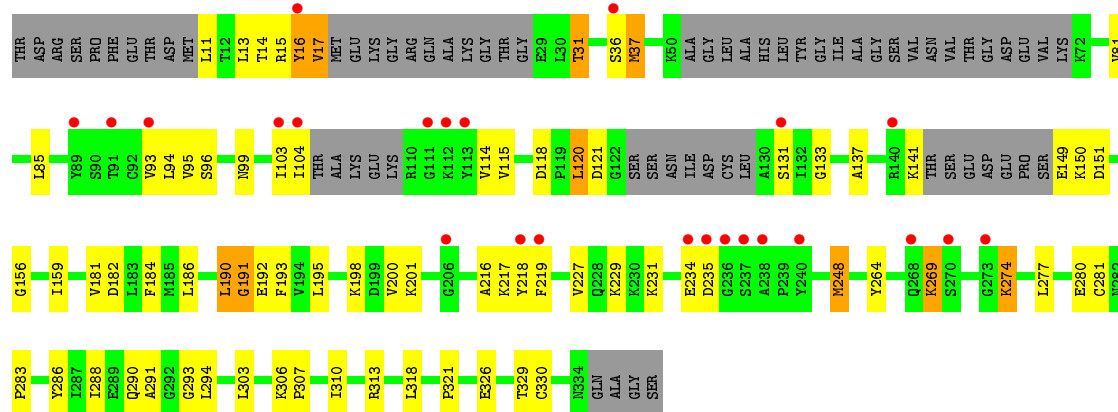 THR ASP ARG SER PRO PHE GLU THR ASP MET L11 T12 L13 T14 R15 Y16 V17 MET GLU LYS GLY ARG GLN ALA LYS GLY THR GLY E29 L30 T31 S36 M37 K50 ALA GLY LEU ALA HIS LEU TYR GLY ILE ALA GLY SER VAL ASN VAL THR GLY ASP GLU VAL LYS K72 V81
L85 Y89 S90 T91 C92 V93 L94 V95 S96 N99 I103 I104 THR ALA LYS GLU LYS R110 G111 K112 Y113 V114 V115 D118 P119 L120 D121 G122 SER SER ASN ILE ASP CYS LEU A130 S131 I132 G133 A137 R140 K141 THR SER GLU ASP GLU PRO SER E149 K150 D151
G156 I159 V181 D182 L183 F184 M185 L186 L190 G191 E192 F193 V194 L195 K198 D199 V200 K201 G206 A216 K217 Y218 F219 V227 Q228 K229 K230 K231 E234 D235 G236 S237 A238 P239 Y240 M248 Y264 Q268 K269 S270 G273 K274 L277 E280 C281 N282
P283 Y286 I287 I288 E289 Q290 A291 G292 G293 L294 L303 K306 P307 I310 R313 L318 P321 E326 T329 C330 N334 GLN ALA GLY SER